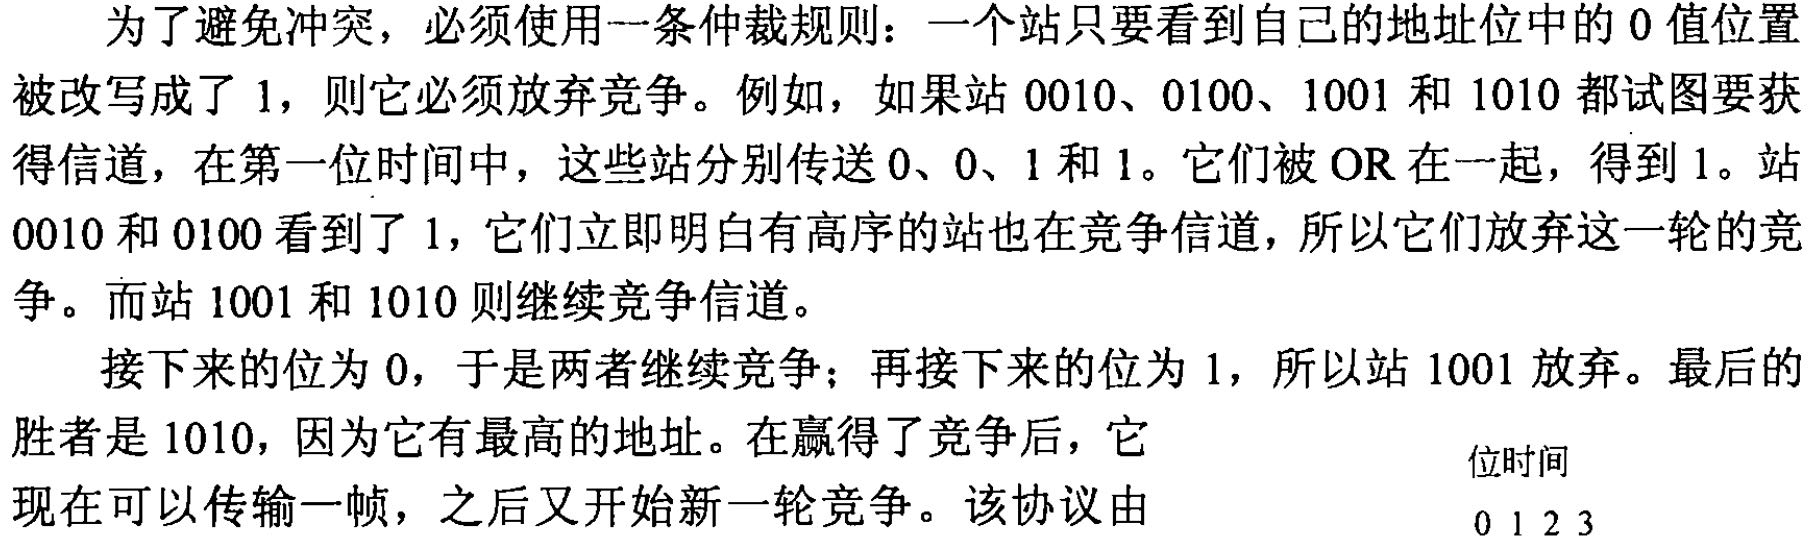 为了避免冲突，必须使用一条仲裁规则：一个站只要看到自己的地址位中的 0 值位置
被改写成了 1，则它必须放弃竞争。例如，如果站 0010、0100、1001 和 1010 都试图要获
得信道，在第一位时间中，这些站分别传送 0、0、1 和 1。它们被 OR 在一起，得到 1。站
0010 和 0100 看到了 1，它们立即明白有高序的站也在竞争信道，所以它们放弃这一轮的竞
争。而站 1001 和 1010 则继续竞争信道。
接下来的位为 0，于是两者继续竞争；再接下来的位为 1，所以站 1001 放弃。最后的
胜者是 1010，因为它有最高的地址。在赢得了竞争后，它
现在可以传输一帧，之后又开始新一轮竞争。该协议由
位时间
0 1 2 3